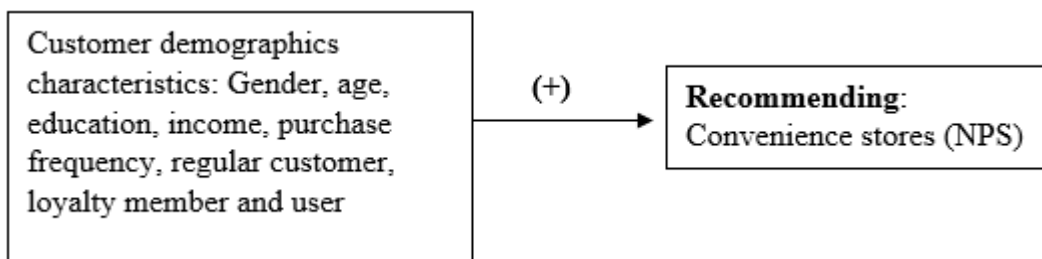 Customer demographics
characteristics: Gender, age,
education, income, purchase
frequency, regular customer,
loyalty member and user
(+)
Recommending:
Convenience stores (NPS)